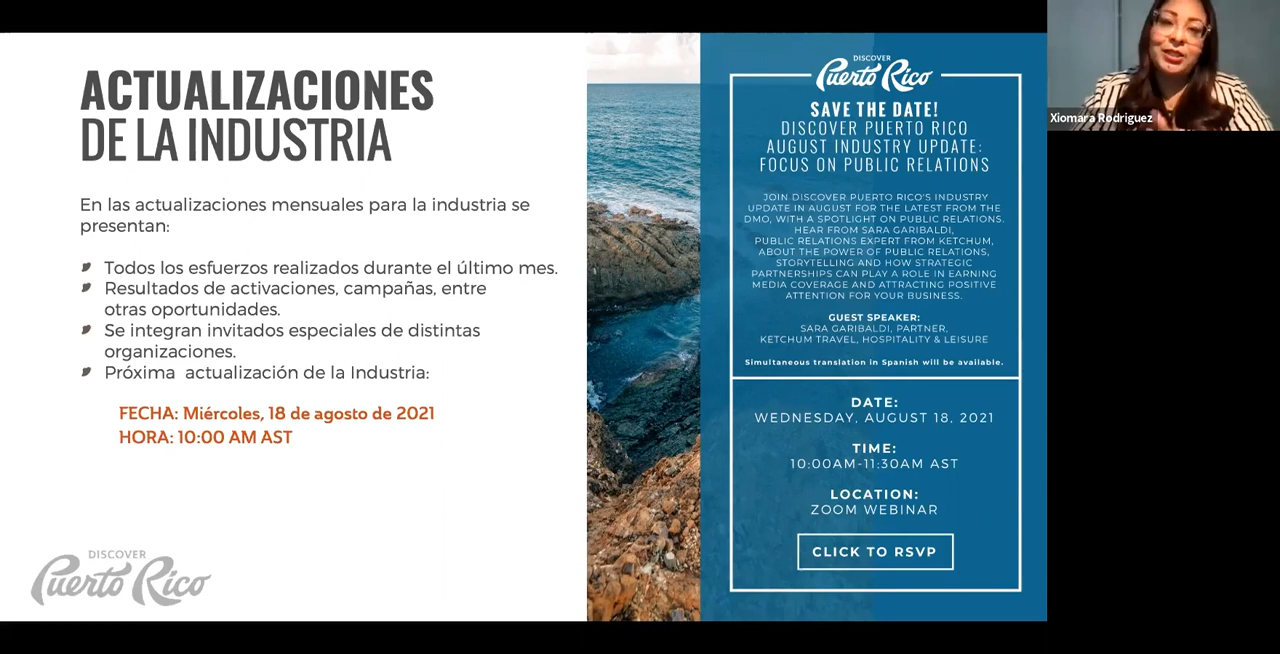 ACTUALIZACIONES
DE LA INDUSTRIA
En las actualizaciones mensuales para la industria se
presentan:
Todos los esfuerzos realizados durante el último mes.
Resultados de activaciones, campañas, entre
otras oportunidades.
Se integran invitados especiales de distintas
organizaciones.
Próxima actualización de la Industria:
FECHA: Miércoles, 18 de agosto de 2021
HORA: 10:00 AM AST
DISCOVER
Puerto Rico
DISCOVER
Puerto Rico
SAVE THE DATE!
DISCOVER PUERTO RICO
AUGUST INDUSTRY UPDATE:
FOCUS ON PUBLIC RELATIONS
JOIN DISCOVER PUERTO RICO'S INDUSTRY
UPDATE IN AUGUST FOR THE LATEST FROM THE
DMO, WITH A SPOTLIGHT ON PUBLIC RELATIONS.
HEAR FROM SARA GARIBALDI,
PUBLIC RELATIONS EXPERT FROM KETCHUM,
ABOUT THE POWER OF PUBLIC RELATIONS,
STORYTELLING AND HOW STRATEGIC
PARTNERSHIPS CAN PLAY A ROLE IN EARNING
MEDIA COVERAGE AND ATTRACTING POSITIVE
ATTENTION FOR YOUR BUSINESS.
GUEST SPEAKER:
SARA GARIBALDI, PARTNER,
KETCHUM TRAVEL, HOSPITALITY & LEISURE
Simultaneous translation in Spanish will be available.
DATE:
WEDNESDAY, AUGUST 18, 2021
TIME:
10:00AM-11:30AM AST
LOCATION:
ZOOM WEBINAR
CLICK TO RSVP
Xiomara Rodriguez